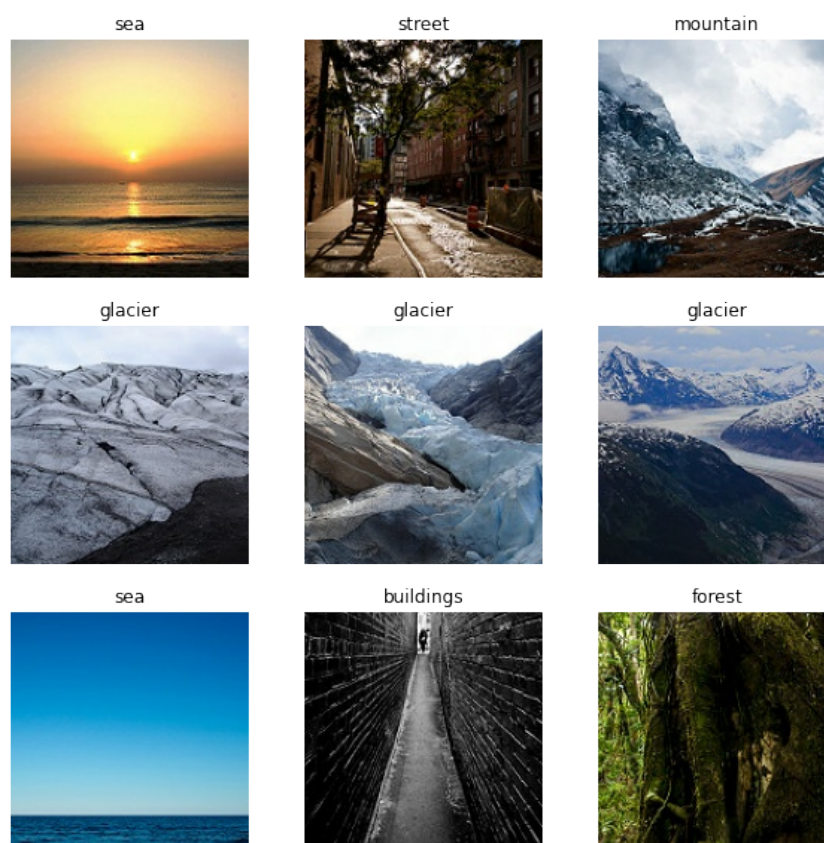 sea
street
mountain
glacier
glacier
glacier
sea
buildings
forest